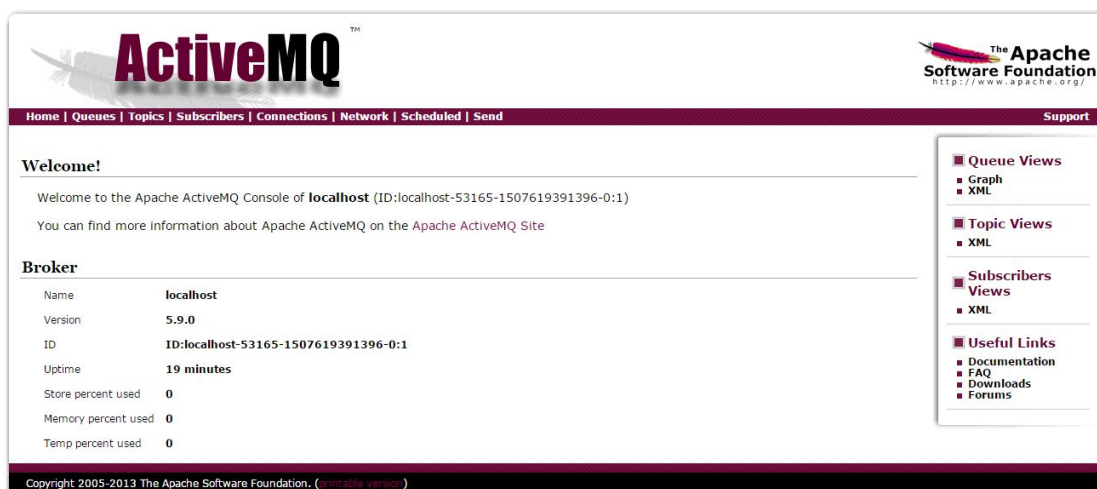 ActiveMQ™
The Apache
Software Foundation
http://www.apache.org/
Home | Queues | Topics | Subscribers | Connections | Network | Scheduled | Send
Support
Welcome!
Welcome to the Apache ActiveMQ Console of localhost (ID:localhost-53165-1507619391396-0:1)
You can find more information about Apache ActiveMQ on the Apache ActiveMQ Site
Broker
Name localhost
Version 5.9.0
ID ID:localhost-53165-1507619391396-0:1
Uptime 19 minutes
Store percent used 0
Memory percent used 0
Temp percent used 0
Queue Views
Graph
XML
Topic Views
XML
Subscribers
Views
XML
Useful Links
Documentation
FAQ
Downloads
Forums
Copyright 2005-2013 The Apache Software Foundation. (printable version)